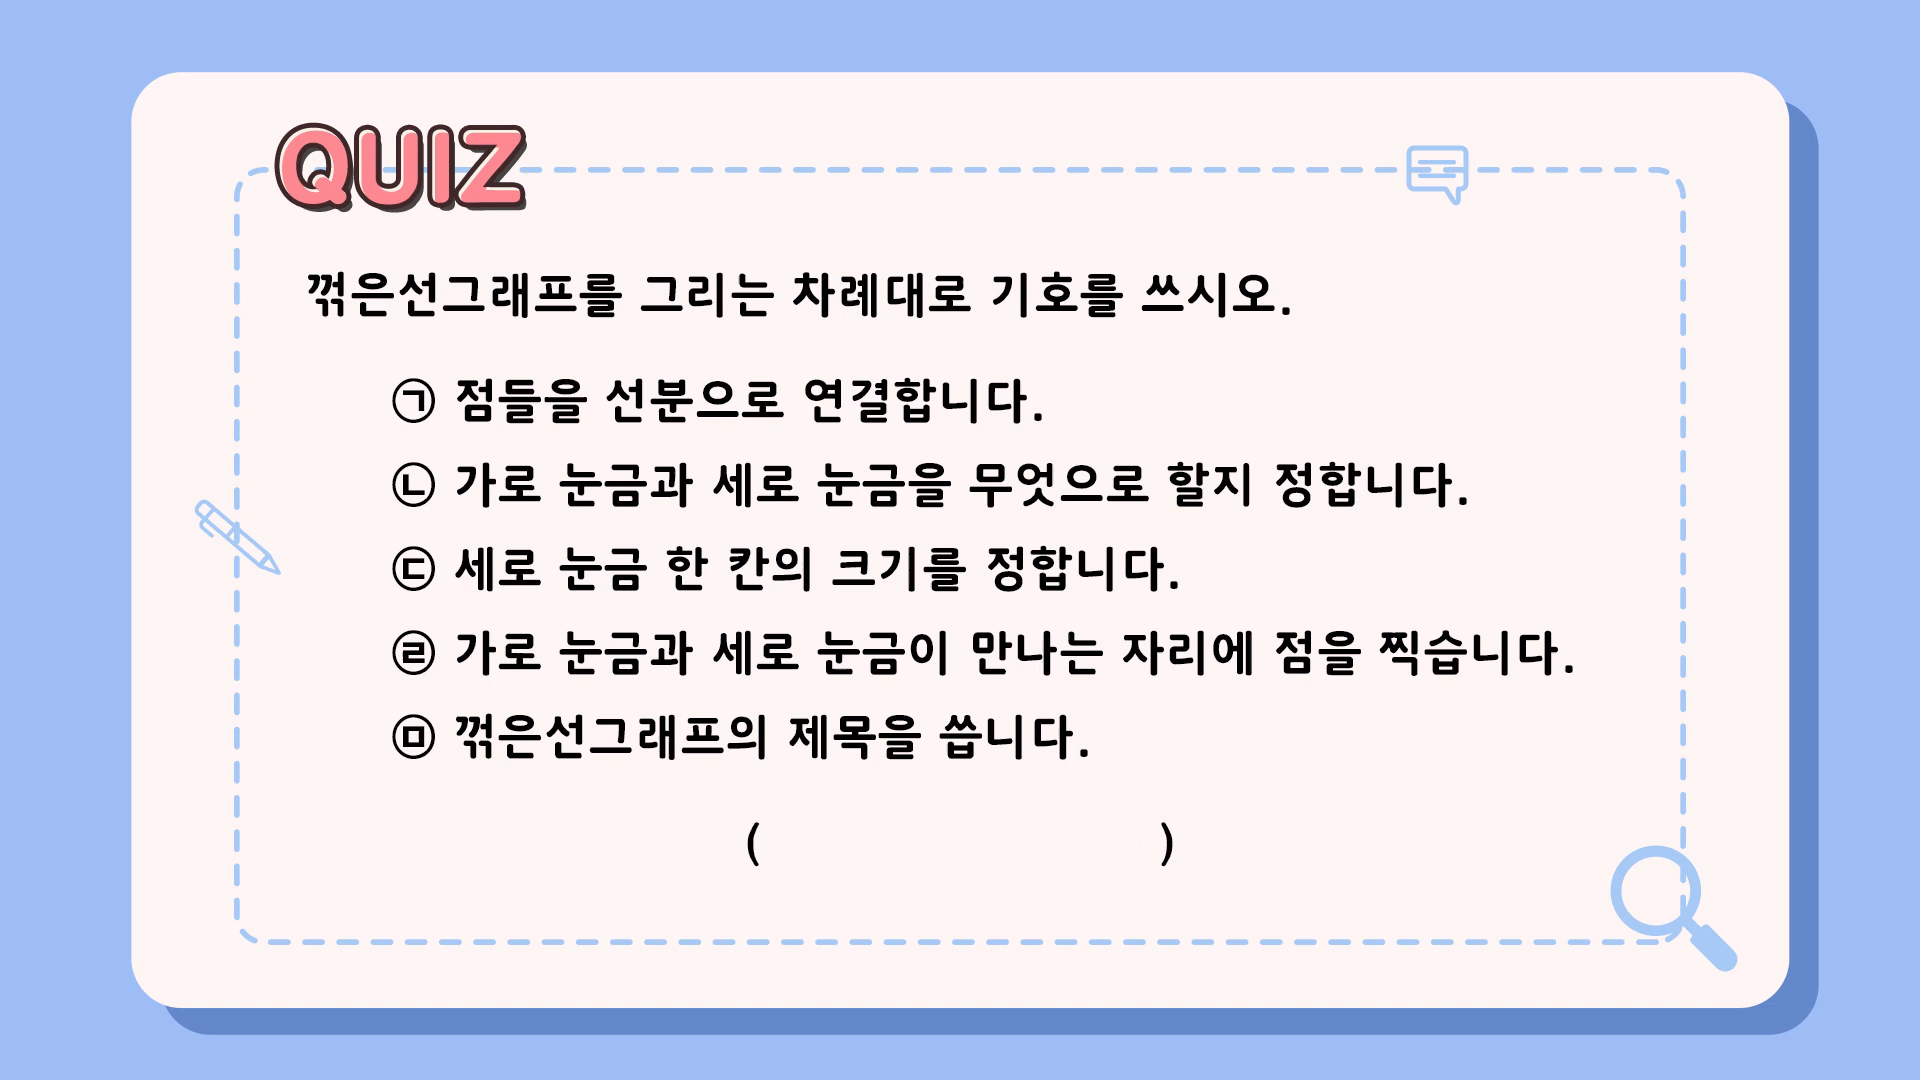 QUIZ
꺾은선그래프를 그리는 차례대로 기호를 쓰시오.
㉠ 점들을 선분으로 연결합니다.
㉡ 가로 눈금과 세로 눈금을 무엇으로 할지 정합니다.
㉢ 세로 눈금 한 칸의 크기를 정합니다.
㉣ 가로 눈금과 세로 눈금이 만나는 자리에 점을 찍습니다.
㉤ 꺾은선그래프의 제목을 씁니다.
( )